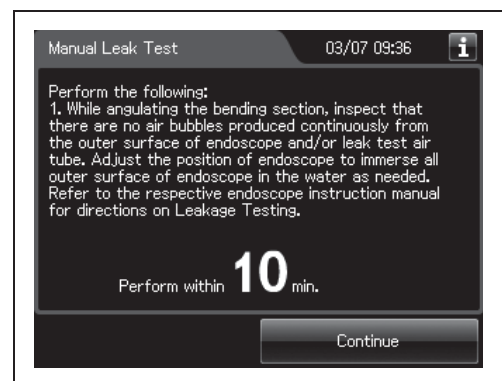 Manual Leak Test 03/07 09:36 i
Perform the following:
1. While angulating the bending section, inspect that
there are no air bubbles produced continuously from
the outer surface of endoscope and/or leak test air
tube. Adjust the position of endoscope to immerse all
outer surface of endoscope in the water as needed.
Refer to the respective endoscope instruction manual
for directions on Leakage Testing.
Perform within 10 min.
Continue